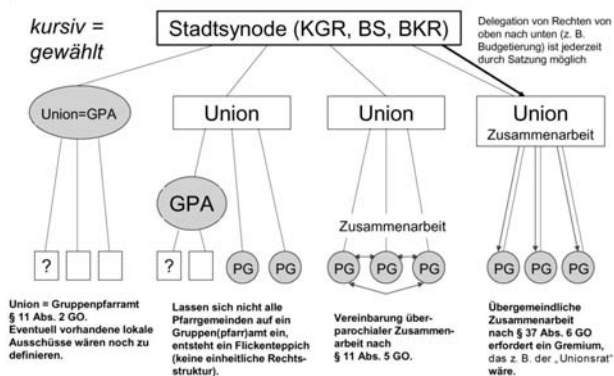 kursiv =
gewählt
Stadtsynode (KGR, BS, BKR)
Delegation von Rechten von
oben nach unten (z. B.
Budgetierung) ist jederzeit
durch Satzung möglich
Union=GPA
Union
Union
Union
Zusammenarbeit
GPA
Zusammenarbeit
?
?
PG
PG
PG
PG
PG
PG
PG
PG
Union = Gruppenpfarramt
§ 11 Abs. 2 GO.
Eventuell vorhandene lokale
Ausschüsse wären noch zu
definieren.
Lassen sich nicht alle
Pfarrgemeinden auf ein
Gruppen(pfarr)amt ein,
entsteht ein Flickenteppich
(keine einheitliche Rechts-
struktur).
Vereinbarung über-
parochialer Zusammen-
arbeit nach
§ 11 Abs. 5 GO.
Übergemeindliche
Zusammenarbeit
nach § 37 Abs. 6 GO
erfordert ein Gremium,
das z. B. der „Unionsrat"
wäre.